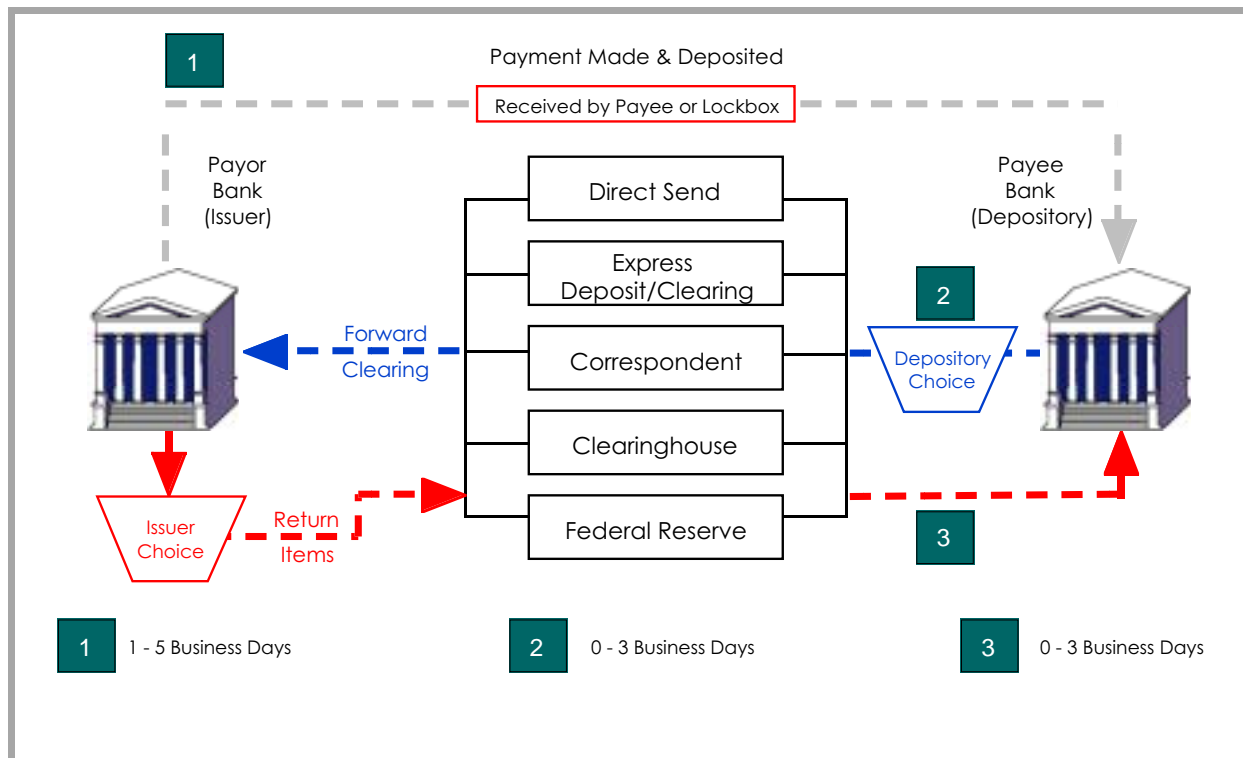 1
Payment Made & Deposited
Received by Payee or Lockbox
Payor
Bank
(Issuer)
Payee
Bank
(Depository)
Direct Send
Express
Deposit/Clearing
2
Forward
Clearing
Correspondent
Depository
Choice
Clearinghouse
Issuer
Choice
Return
Items
Federal Reserve
3
1
1 - 5 Business Days
2
0 - 3 Business Days
3
0 - 3 Business Days